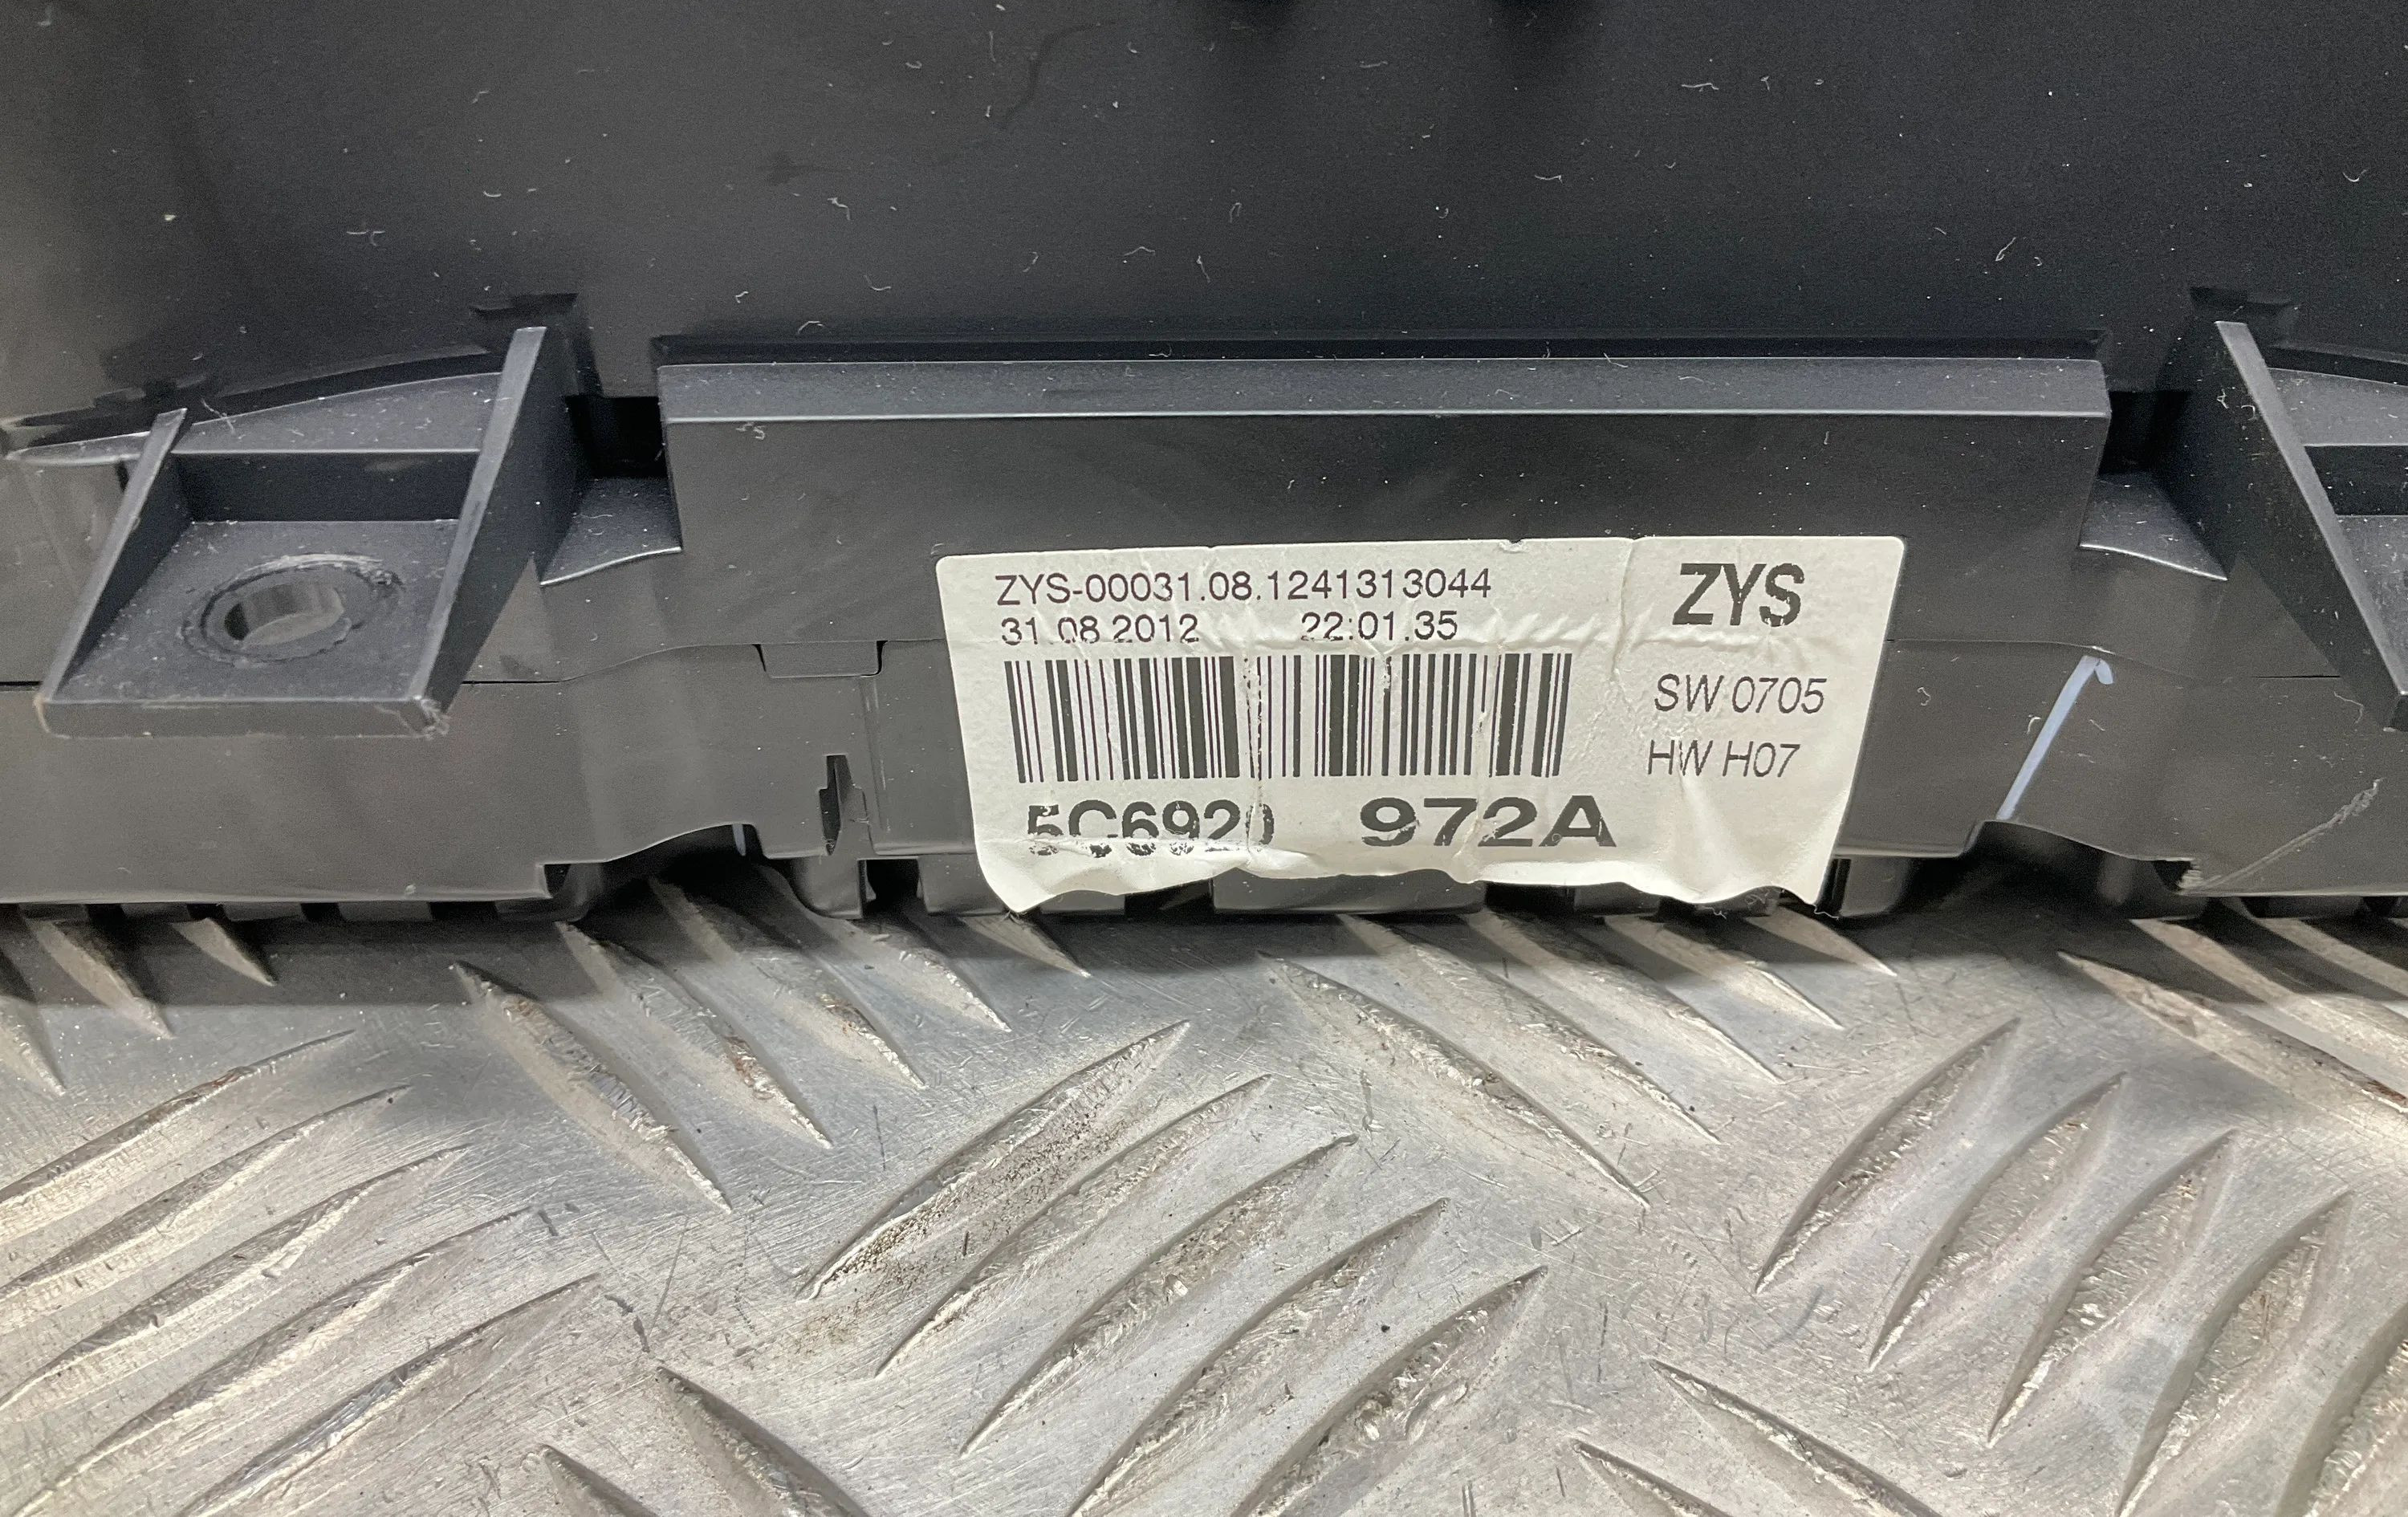 ZYS-00031.08.1241313044
31.08.2012 22:01.35
ZYS
SW 0705
HW H07
5C6920 972A